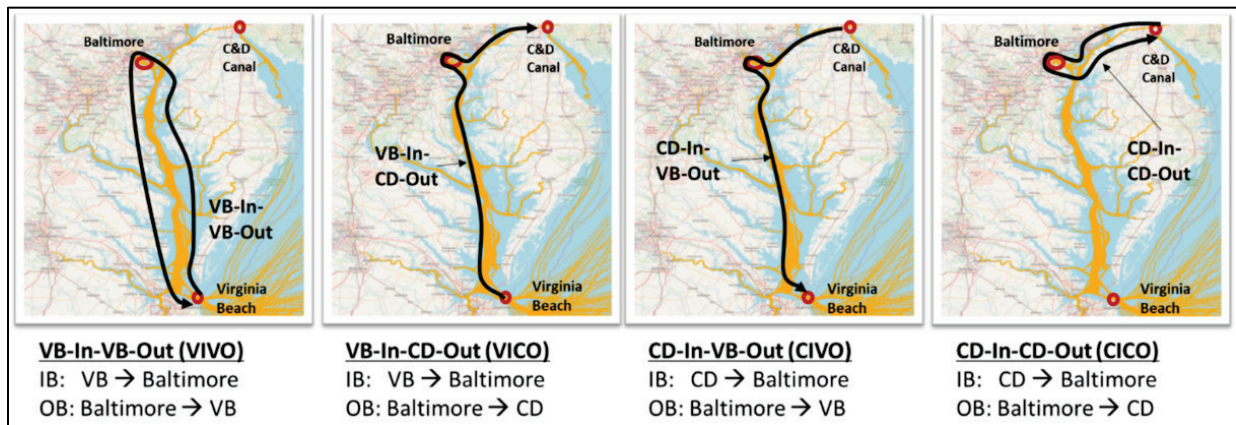 Baltimore
C&D
Canal
VB-In-
VB-Out
Virginia
Beach
VB-In-VB-Out (VIVO)
IB: VB → Baltimore
OB: Baltimore → VB
Baltimore
C&D
Canal
VB-In-
CD-Out
Virginia
Beach
VB-In-CD-Out (VICO)
IB: VB → Baltimore
OB: Baltimore → CD
Baltimore
C&D
Canal
CD-In-
VB-Out
Virginia
Beach
CD-In-VB-Out (CIVO)
IB: CD → Baltimore
OB: Baltimore → VB
Baltimore
C&D
Canal
CD-In-
CD-Out
Virginia
Beach
CD-In-CD-Out (CICO)
IB: CD → Baltimore
OB: Baltimore → CD